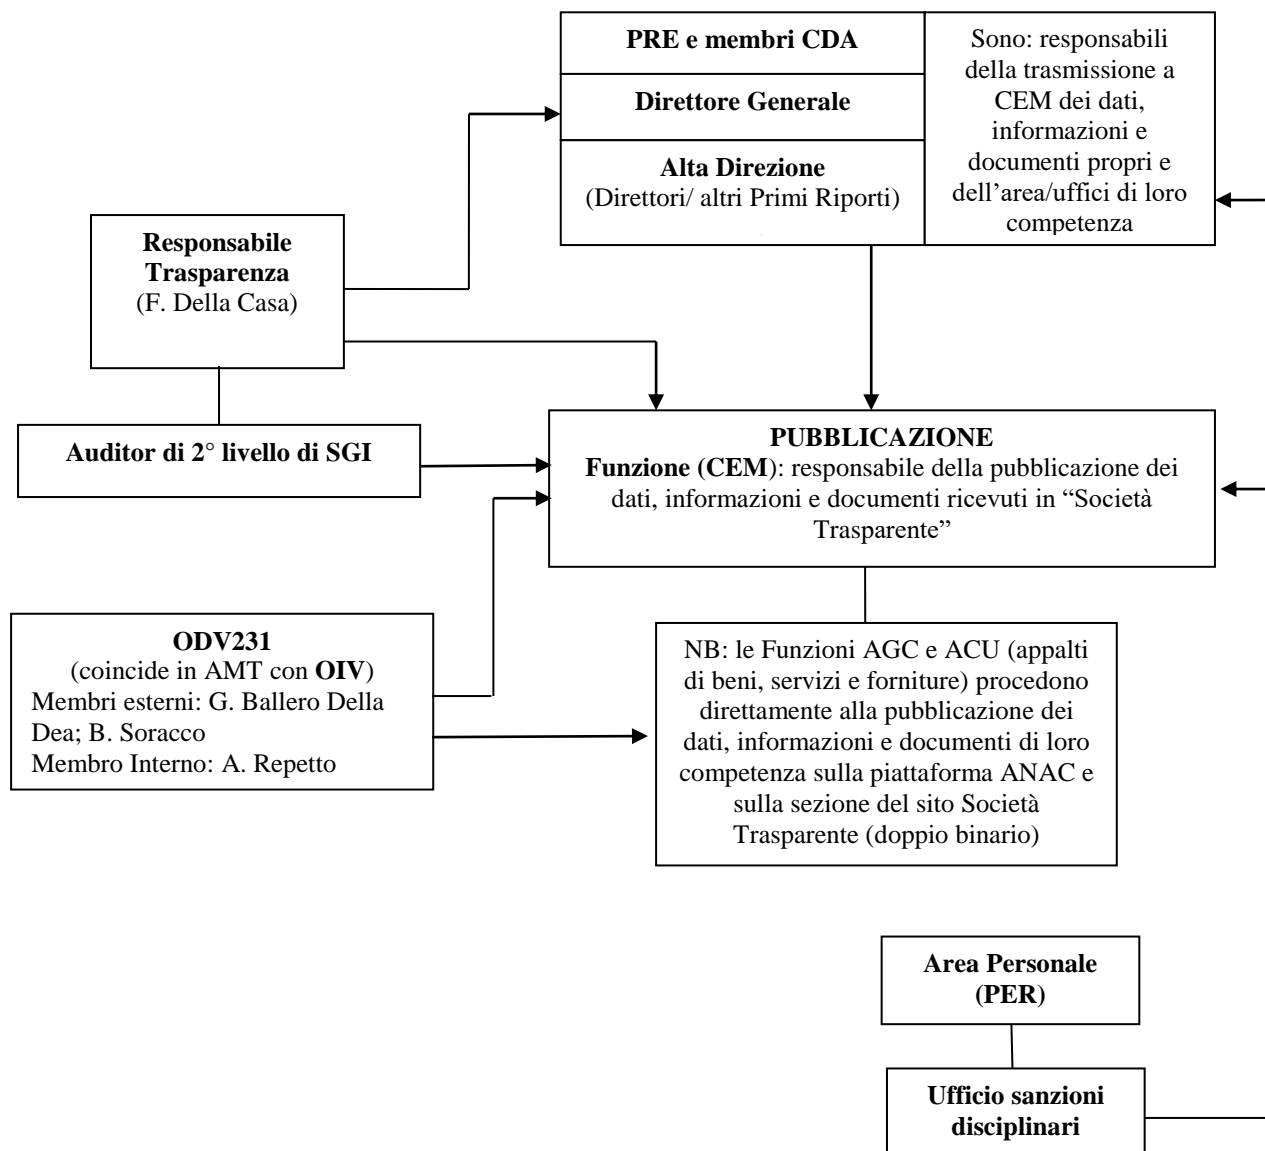 PRE e membri CDA
Direttore Generale
Alta Direzione
(Direttori/ altri Primi Riporti)
Sono: responsabili
della trasmissione a
CEM dei dati,
informazioni e
documenti propri e
dell’area/uffici di loro
competenza
Responsabile
Trasparenza
(F. Della Casa)
Auditor di 2° livello di SGI
PUBBLICAZIONE
Funzione (CEM): responsabile della pubblicazione dei
dati, informazioni e documenti ricevuti in “Società
Trasparente”
ODV231
(coincide in AMT con OIV)
Membri esterni: G. Ballero Della
Dea; B. Soracco
Membro Interno: A. Repetto
NB: le Funzioni AGC e ACU (appalti
di beni, servizi e forniture) procedono
direttamente alla pubblicazione dei
dati, informazioni e documenti di loro
competenza sulla piattaforma ANAC e
sulla sezione del sito Società
Trasparente (doppio binario)
Area Personale
(PER)
Ufficio sanzioni
disciplinari